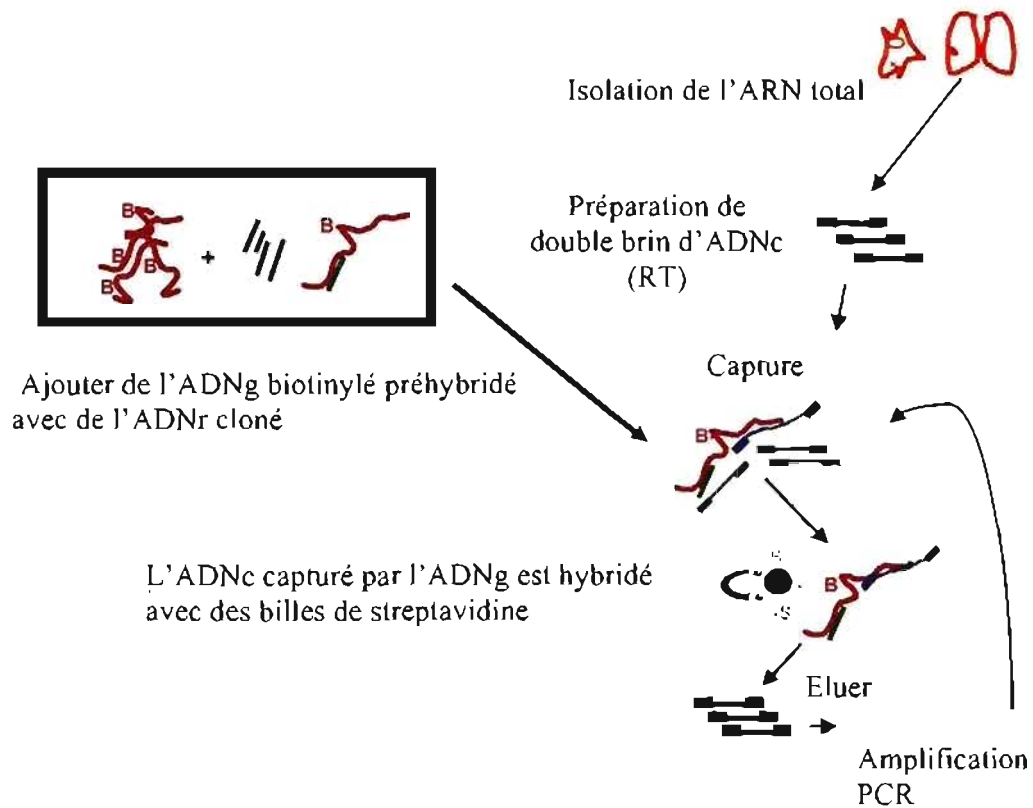 Isolation de l'ARN total
Préparation de
double brin d'ADNc
(RT)
B
B
B
B
+
B
Ajouter de l'ADNg biotinylé préhybridé
avec de l'ADNr cloné
Capture
B
L'ADNc capturé par l'ADNg est hybridé
avec des billes de streptavidine
B
Eluer
Amplification
PCR